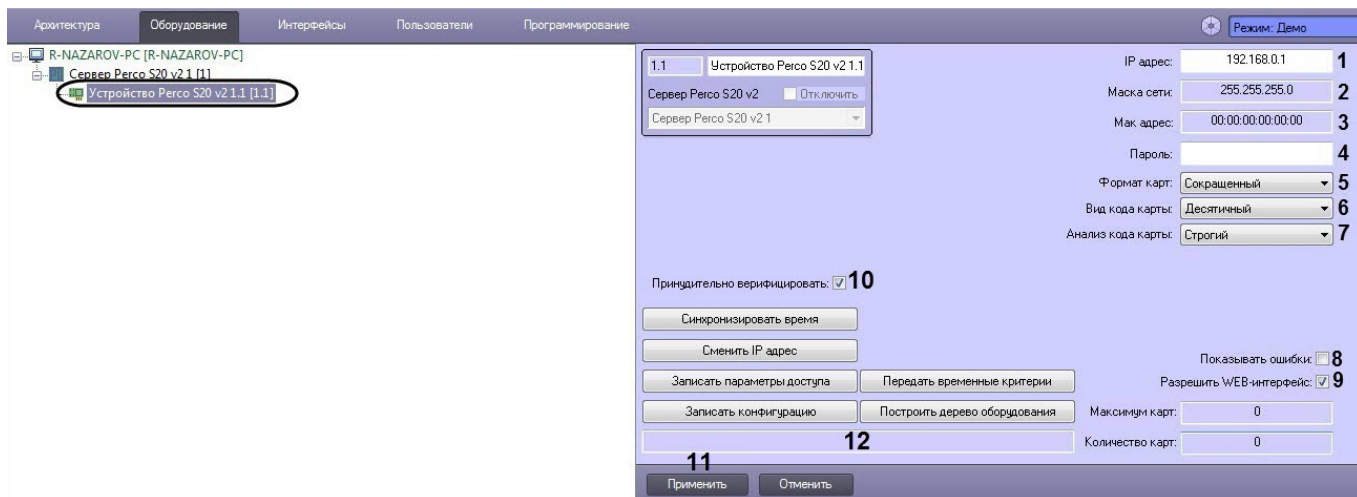 Архитектура Оборудование Интерфейсы Пользователи Программирование Режим: Демо
R-NAZAROV-PC [R-NAZAROV-PC]
Сервер Perco S20 v2 1 [1]
Устройство Perco S20 v2 1.1 [1.1]
1.1 Устройство Perco S20 v2 1.1
Сервер Perco S20 v2 Отключить
Сервер Perco S20 v2 1
IP адрес: 192.168.0.1 1
Маска сети: 255.255.255.0 2
Мак адрес: 00:00:00:00:00:00 3
Пароль: 4
Формат карт: Сокращенный 5
Вид кода карты: Десятичный 6
Анализ кода карты: Строгий 7
Принудительно верифицировать: 10
Синхронизировать время
Сменить IP адрес
Показывать ошибки: 8
Записать параметры доступа Передать временные критерии Разрешить WEB-интерфейс: 9
Записать конфигурацию Построить дерево оборудования Максимум карт: 0
12 Количество карт: 0
11
Применить Отменить